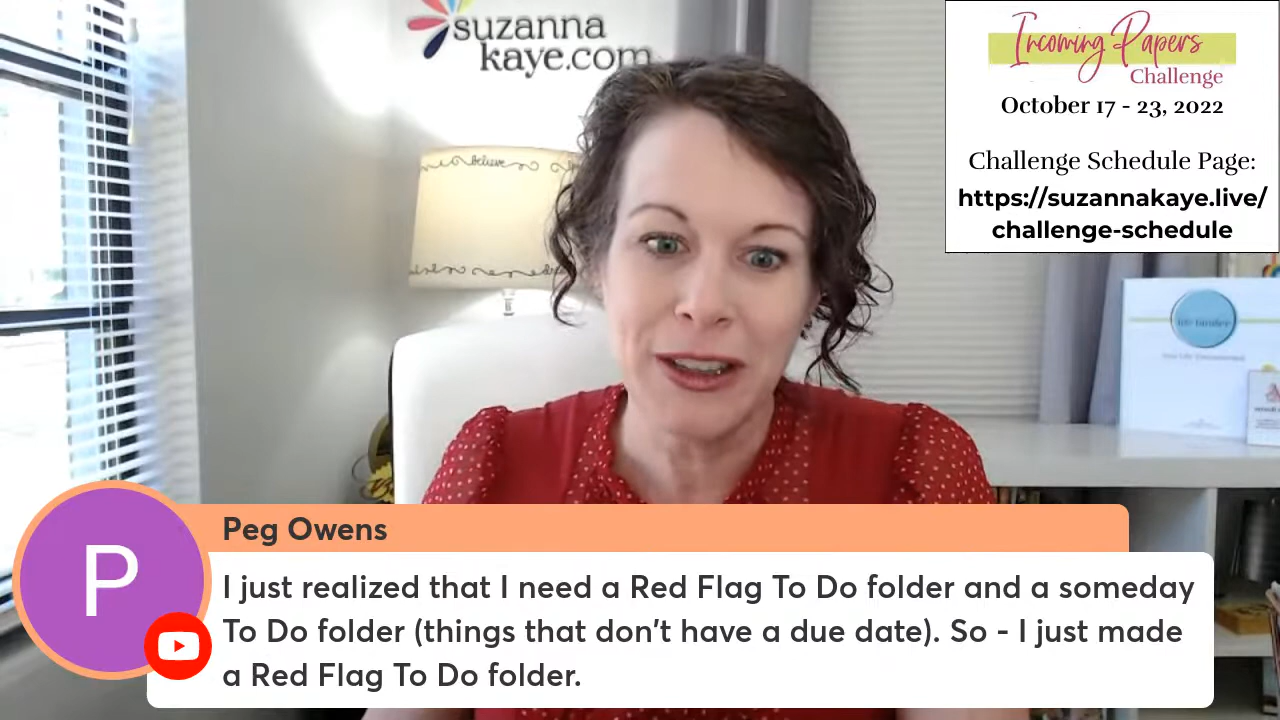 suzanna
kaye.com
Incoming Papers
Challenge
October 17 - 23, 2022
Challenge Schedule Page:
https://suzannakaye.live/
challenge-schedule
believe
Peg Owens
P
I just realized that I need a Red Flag To Do folder and a someday
To Do folder (things that don't have a due date). So - I just made
a Red Flag To Do folder.